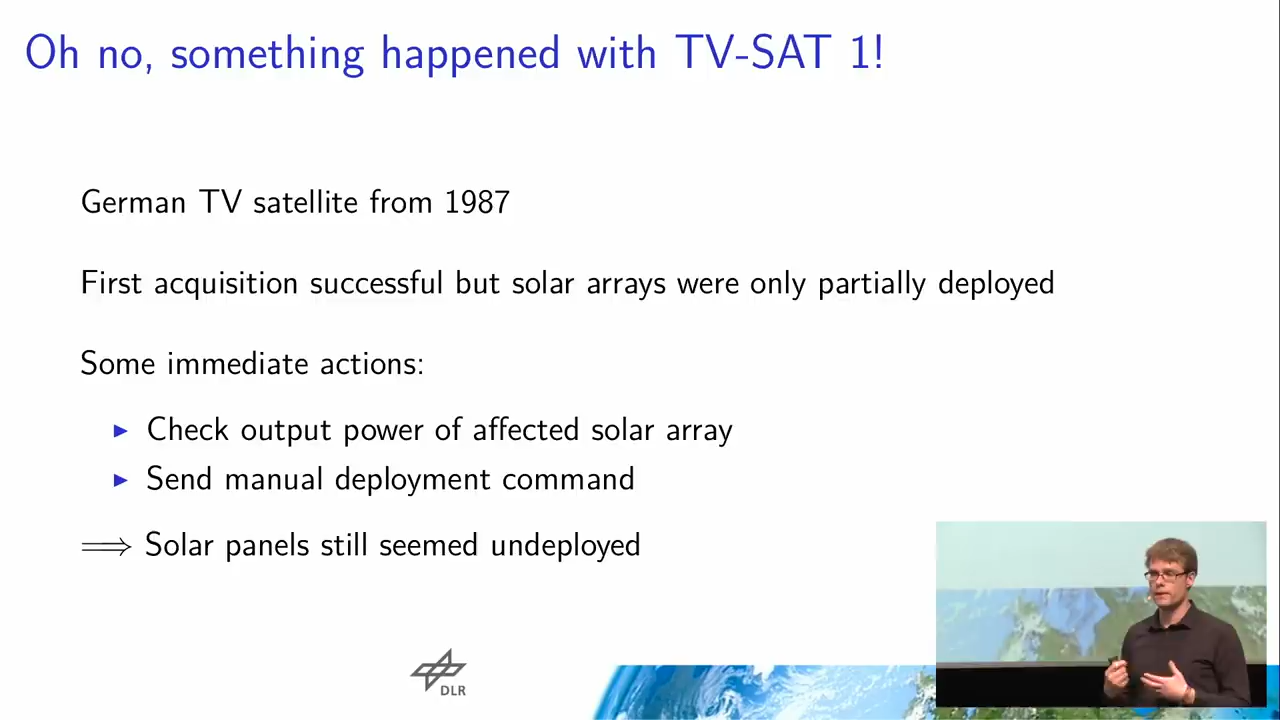 Oh no, something happened with TV-SAT 1!
German TV satellite from 1987
First acquisition successful but solar arrays were only partially deployed
Some immediate actions:
▶ Check output power of affected solar array
▶ Send manual deployment command
⟹ Solar panels still seemed undeployed
DLR